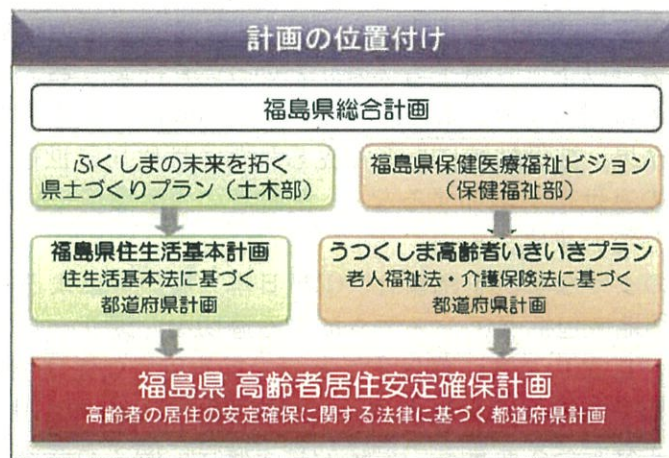 計画の位置付け
福島県総合計画
ふくしまの未来を拓く
県土づくりプラン（土木部）
福島県保健医療福祉ビジョン
（保健福祉部）
福島県住生活基本計画
住生活基本法に基づく
都道府県計画
うつくしま高齢者いきいきプラン
老人福祉法・介護保険法に基づく
都道府県計画
福島県 高齢者居住安定確保計画
高齢者の居住の安定確保に関する法律に基づく都道府県計画